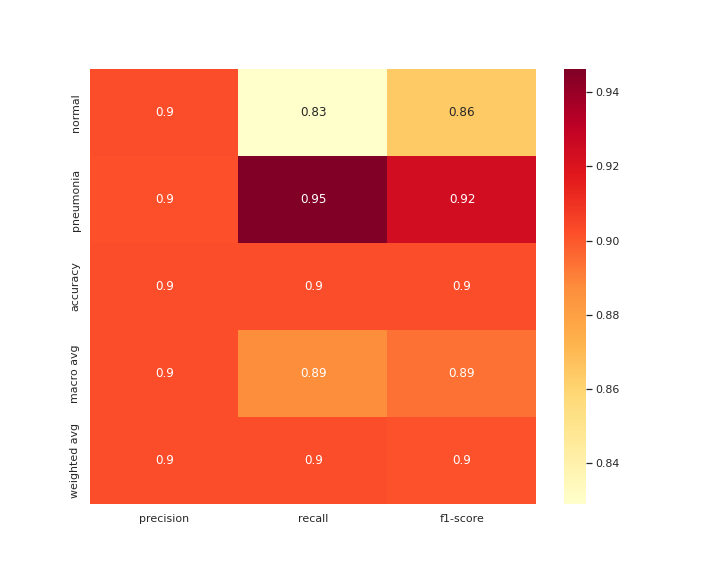 normal 0.9 0.83 0.86
pneumonia 0.9 0.95 0.92
accuracy 0.9 0.9 0.9
macro avg 0.9 0.89 0.89
weighted avg 0.9 0.9 0.9
precision recall f1-score
0.94
0.92
0.90
0.88
0.86
0.84